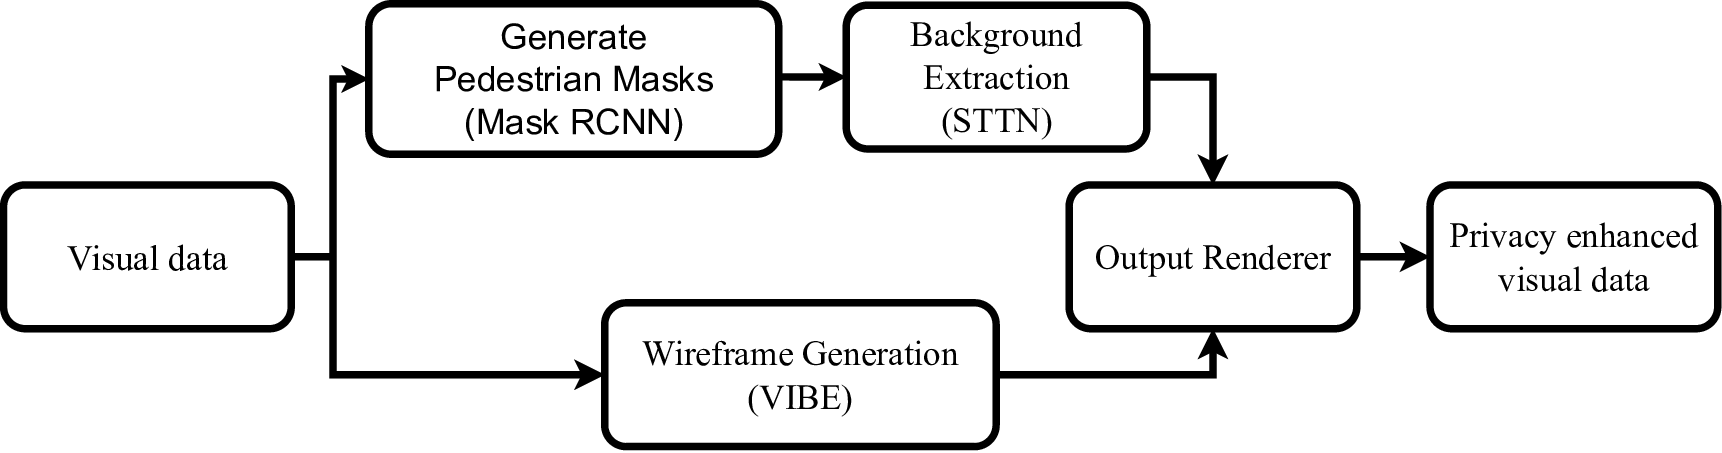 Generate
Pedestrian Masks
(Mask RCNN)
Background
Extraction
(STTN)
Visual data
Output Renderer
Privacy enhanced
visual data
Wireframe Generation
(VIBE)